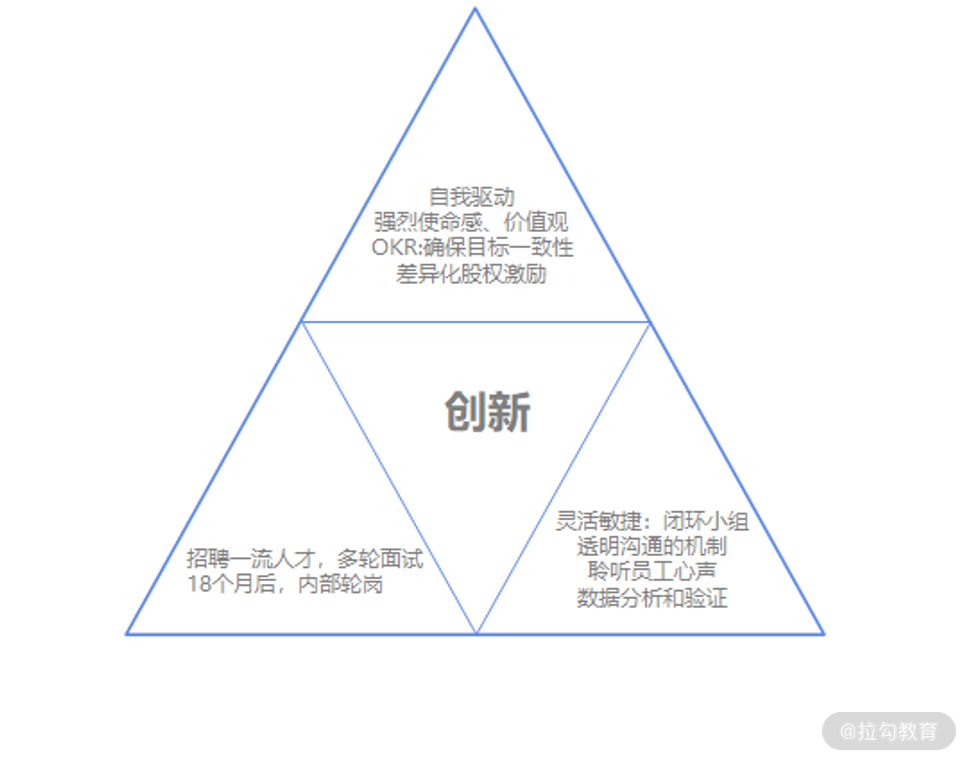 自我驱动
强烈使命感、价值观
OKR:确保目标一致性
差异化股权激励
创新
招聘一流人才，多轮面试
18个月后，内部轮岗
灵活敏捷：闭环小组
透明沟通的机制
聆听员工心声
数据分析和验证
@拉勾教育